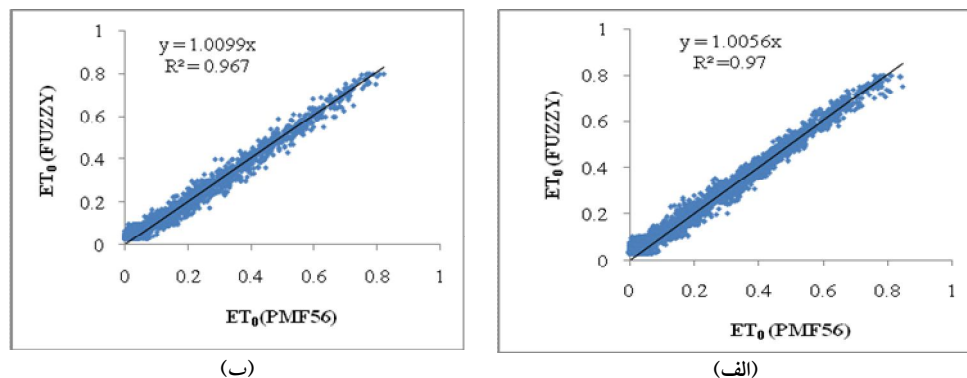 y = 1.0099x
R² = 0.967
ET₀ (FUZZY)
1
0.8
0.6
0.4
0.2
0
0 0.2 0.4 0.6 0.8 1
ET₀ (PMF56)
(ب)
y = 1.0056x
R²=0.97
ET₀ (FUZZY)
1
0.8
0.6
0.4
0.2
0
0 0.2 0.4 0.6 0.8 1
ET₀ (PMF56)
(الف)